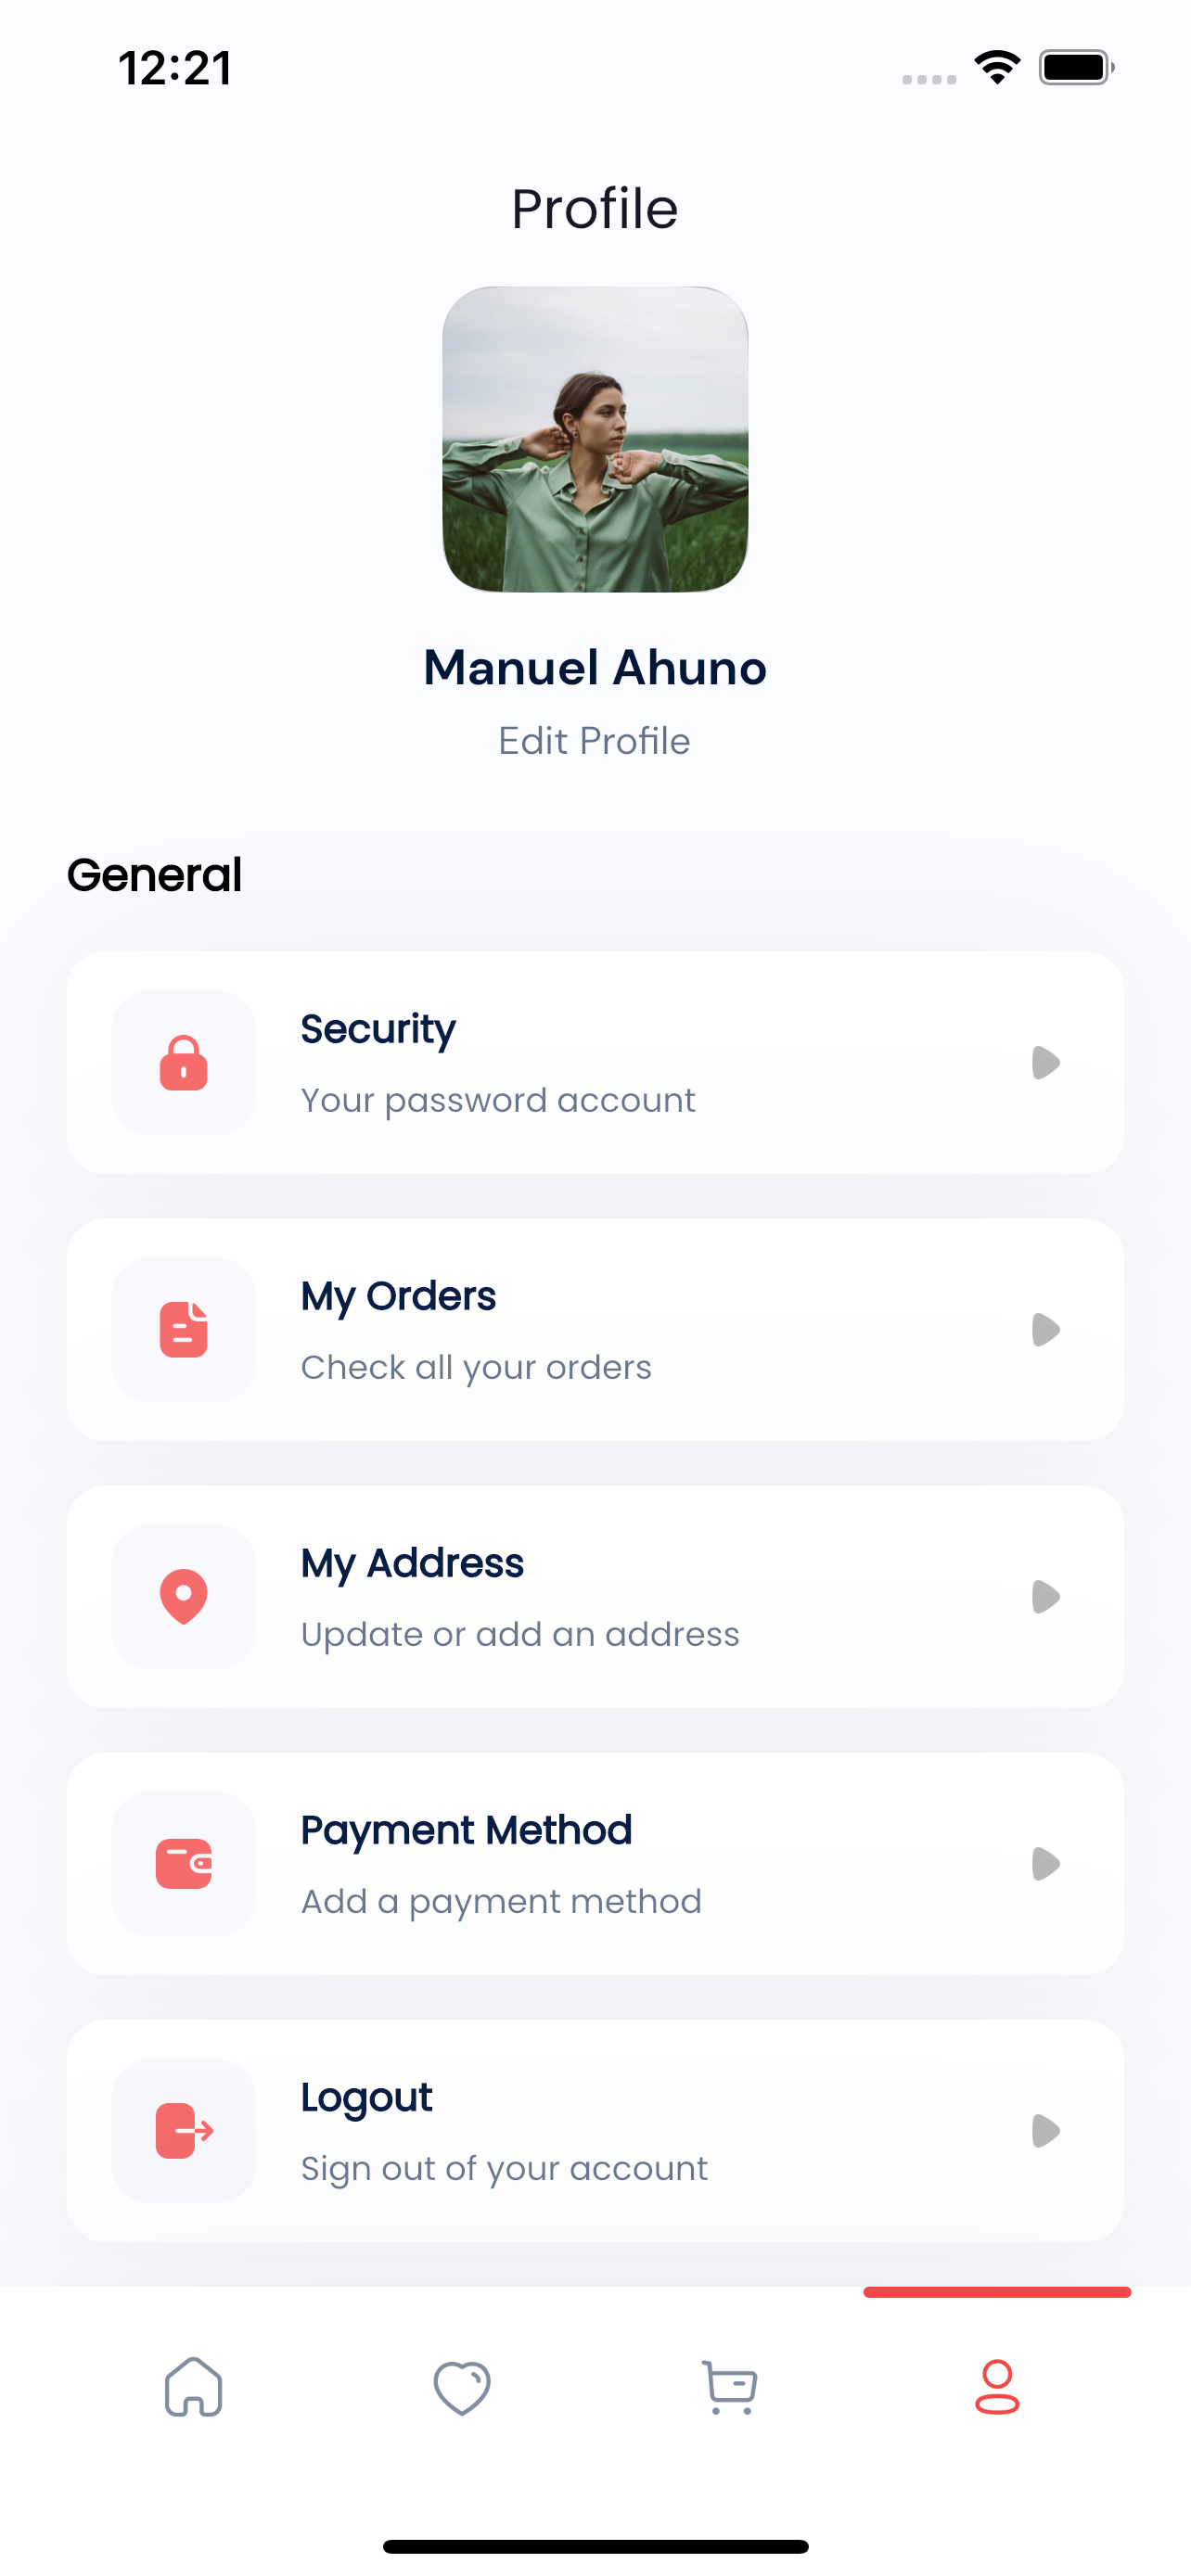 12:21
Profile
Manuel Ahuno
Edit Profile
General
Security
Your password account
My Orders
Check all your orders
My Address
Update or add an address
Payment Method
Add a payment method
Logout
Sign out of your account